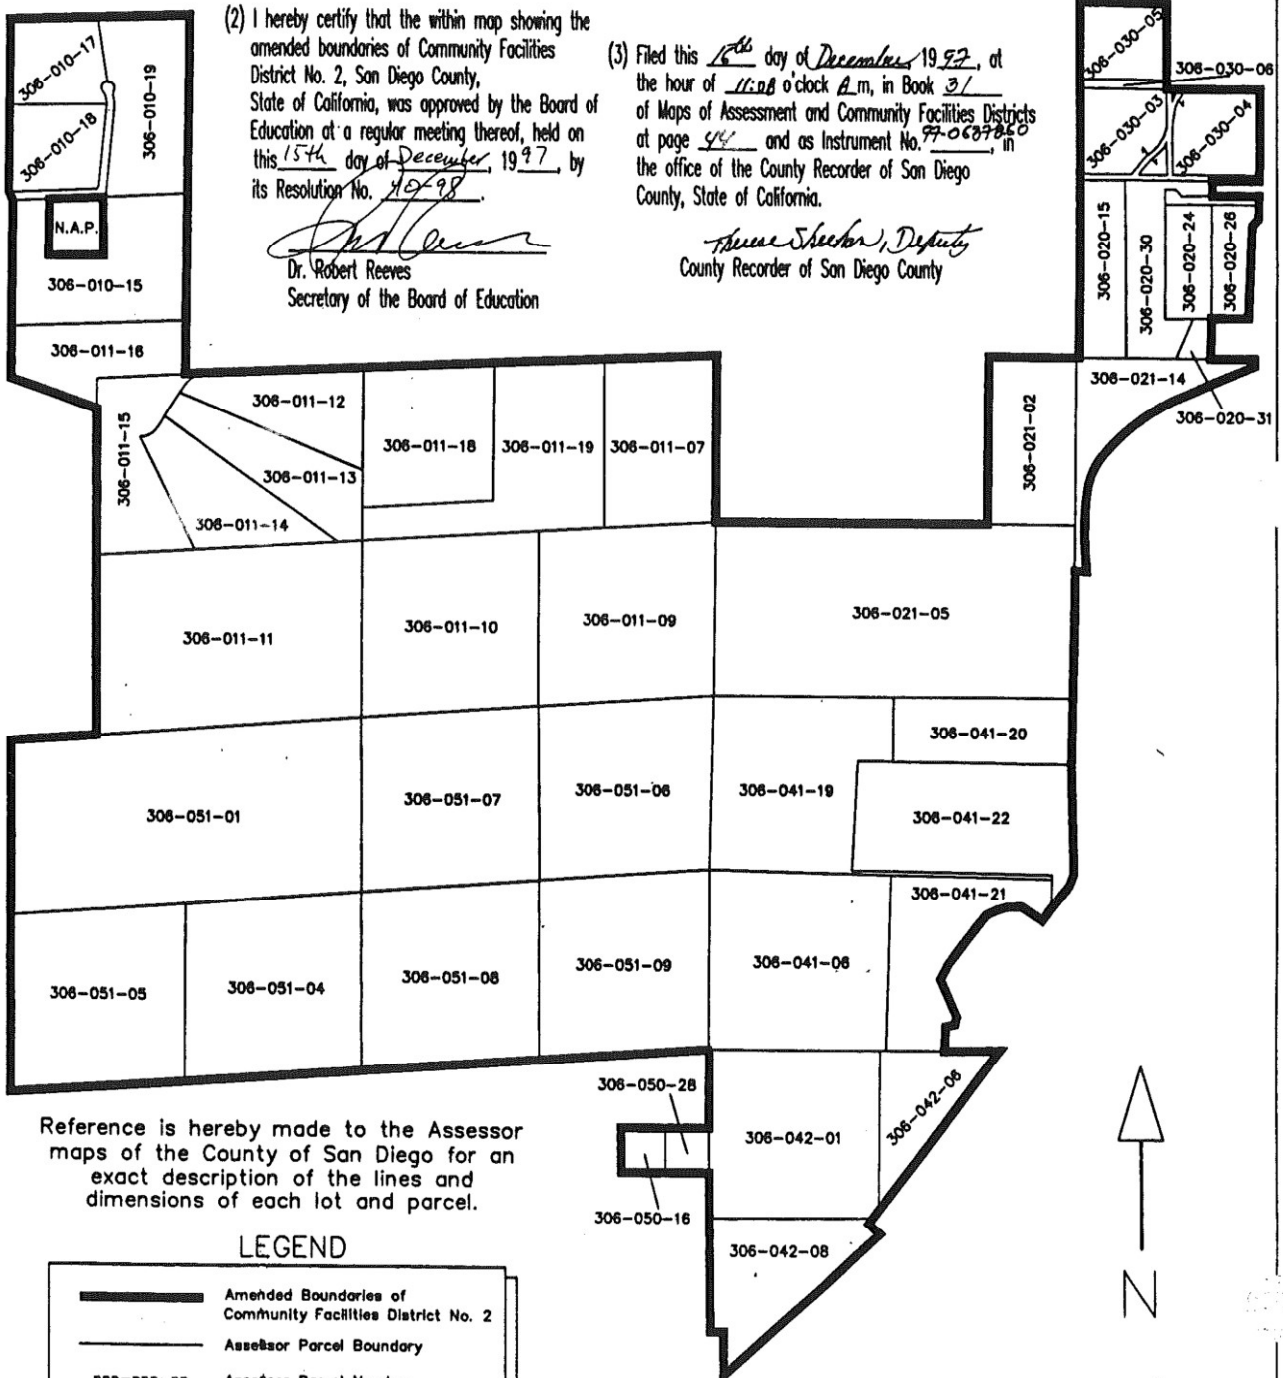 (2) I hereby certify that the within map showing the
amended boundaries of Community Facilities
District No. 2, San Diego County,
State of California, was approved by the Board of
Education at a regular meeting thereof, held on
this 15th day of December, 1997, by
its Resolution No. 40-98.
Dr. Robert Reeves
Secretary of the Board of Education
(3) Filed this 16th day of December, 1997, at
the hour of 11:08 o'clock A m, in Book 31
of Maps of Assessment and Community Facilities Districts
at page 44 and as Instrument No. 97-0637860, in
the office of the County Recorder of San Diego
County, State of California.
Deputy
County Recorder of San Diego County
306-010-17
306-010-19
306-010-18
N.A.P.
306-010-15
306-011-16
306-030-05
306-030-06
306-030-03
306-030-04
306-020-15
306-020-30
306-020-24
306-020-26
306-021-14
306-020-31
306-021-02
306-011-15
306-011-12
306-011-13
306-011-14
306-011-18
306-011-19
306-011-07
306-011-11
306-011-10
306-011-09
306-021-05
306-041-20
306-051-01
306-051-07
306-051-06
306-041-19
306-041-22
306-041-21
306-051-05
306-051-04
306-051-08
306-051-09
306-041-06
306-050-28
306-042-01
306-042-06
306-050-16
306-042-08
Reference is hereby made to the Assessor
maps of the County of San Diego for an
exact description of the lines and
dimensions of each lot and parcel.
LEGEND
Amended Boundaries of
Community Facilities District No. 2
Assessor Parcel Boundary
N